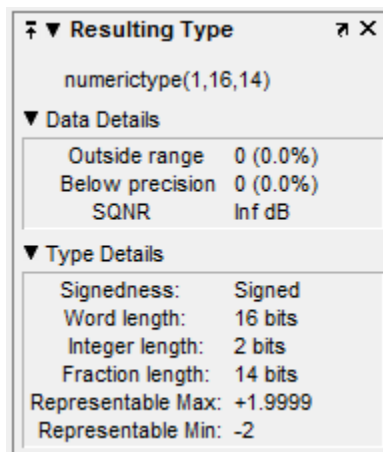 Resulting Type
numerictype(1,16,14)
Data Details
Outside range 0 (0.0%)
Below precision 0 (0.0%)
SQNR Inf dB
Type Details
Signedness: Signed
Word length: 16 bits
Integer length: 2 bits
Fraction length: 14 bits
Representable Max: +1.9999
Representable Min: -2